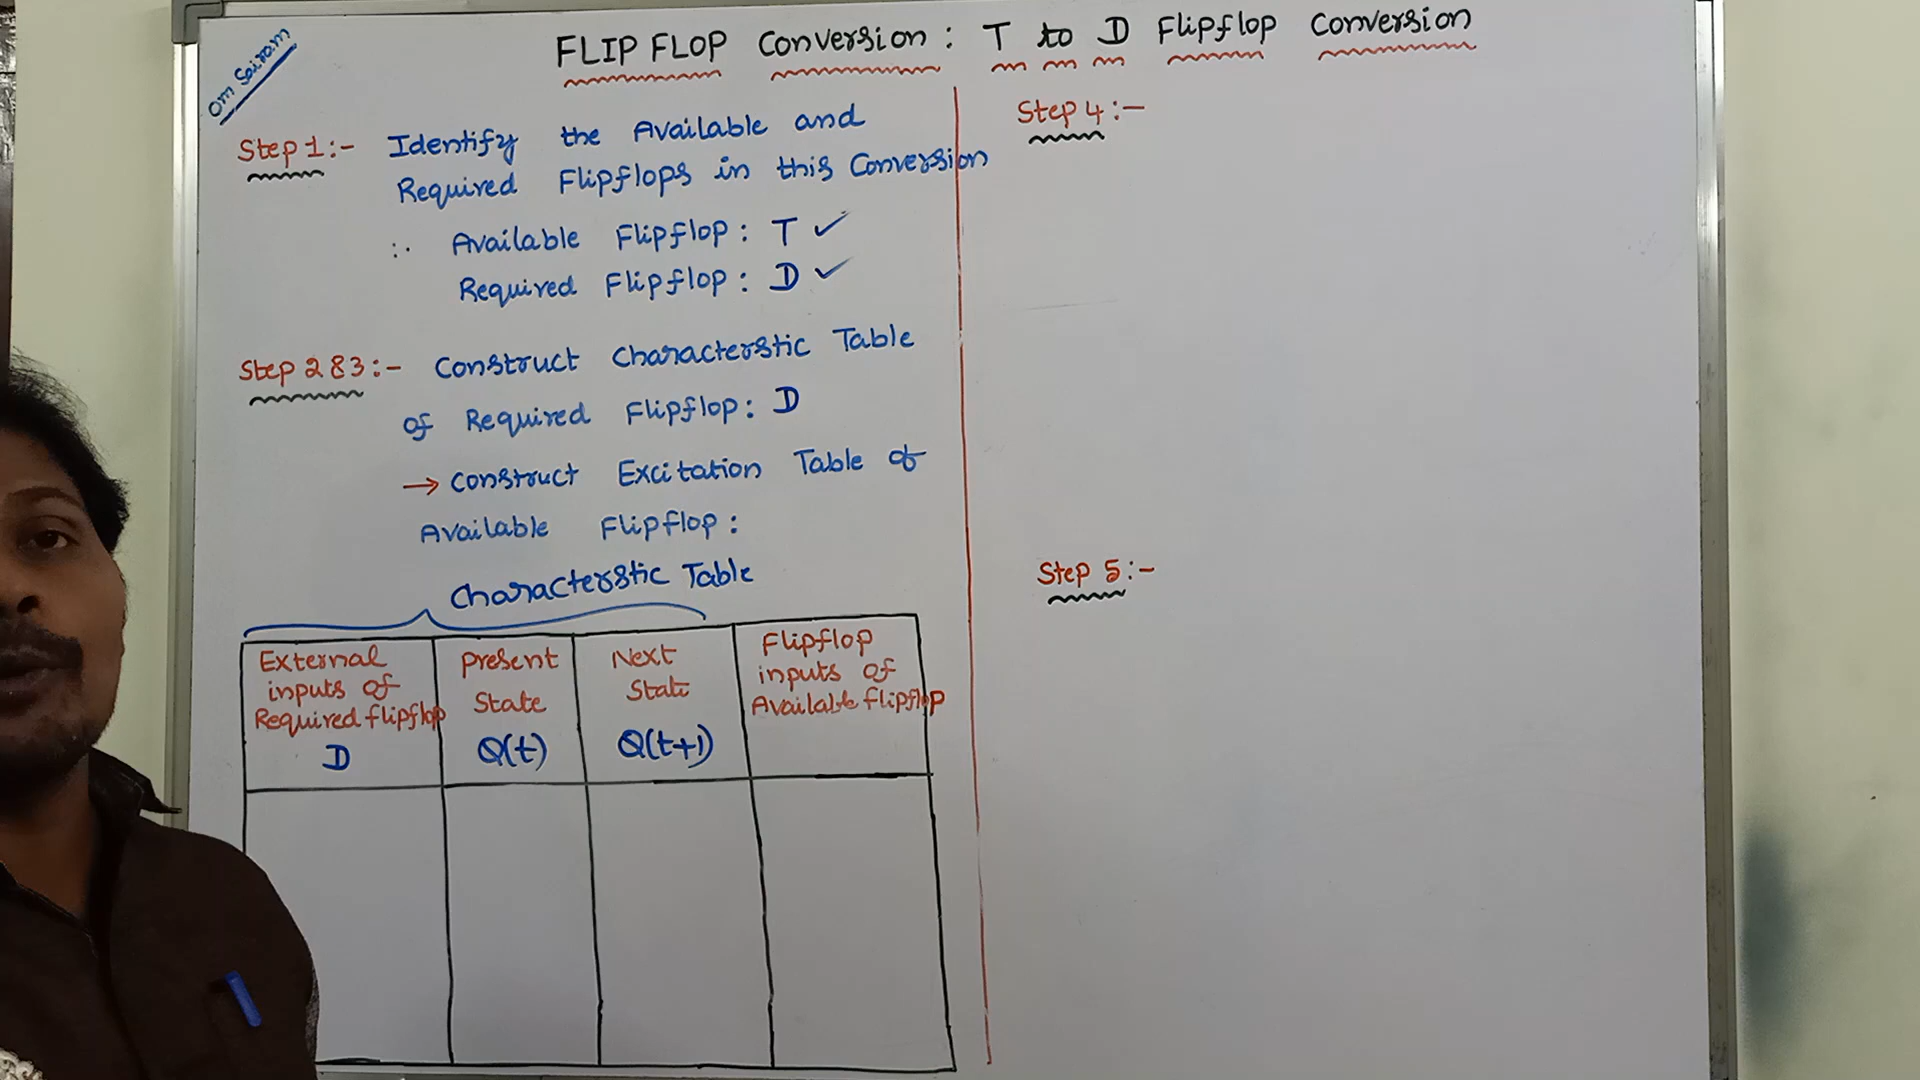 Om Sairam
FLIP FLOP Conversion: T to D Flipflop Conversion
Step 1:- Identify the Available and
Required Flipflops in this Conversion
∴ Available Flipflop: T ✓
Required Flipflop: D ✓
Step 2&3:- Construct Characterstic Table
of Required Flipflop: D
→ Construct Excitation Table of
Available Flipflop:
Characterstic Table
External
inputs of
Required flipflop
D
Present
State
Q(t)
Next
State
Q(t+1)
Flipflop
inputs of
Available flipflop
Step 4:-
Step 5:-